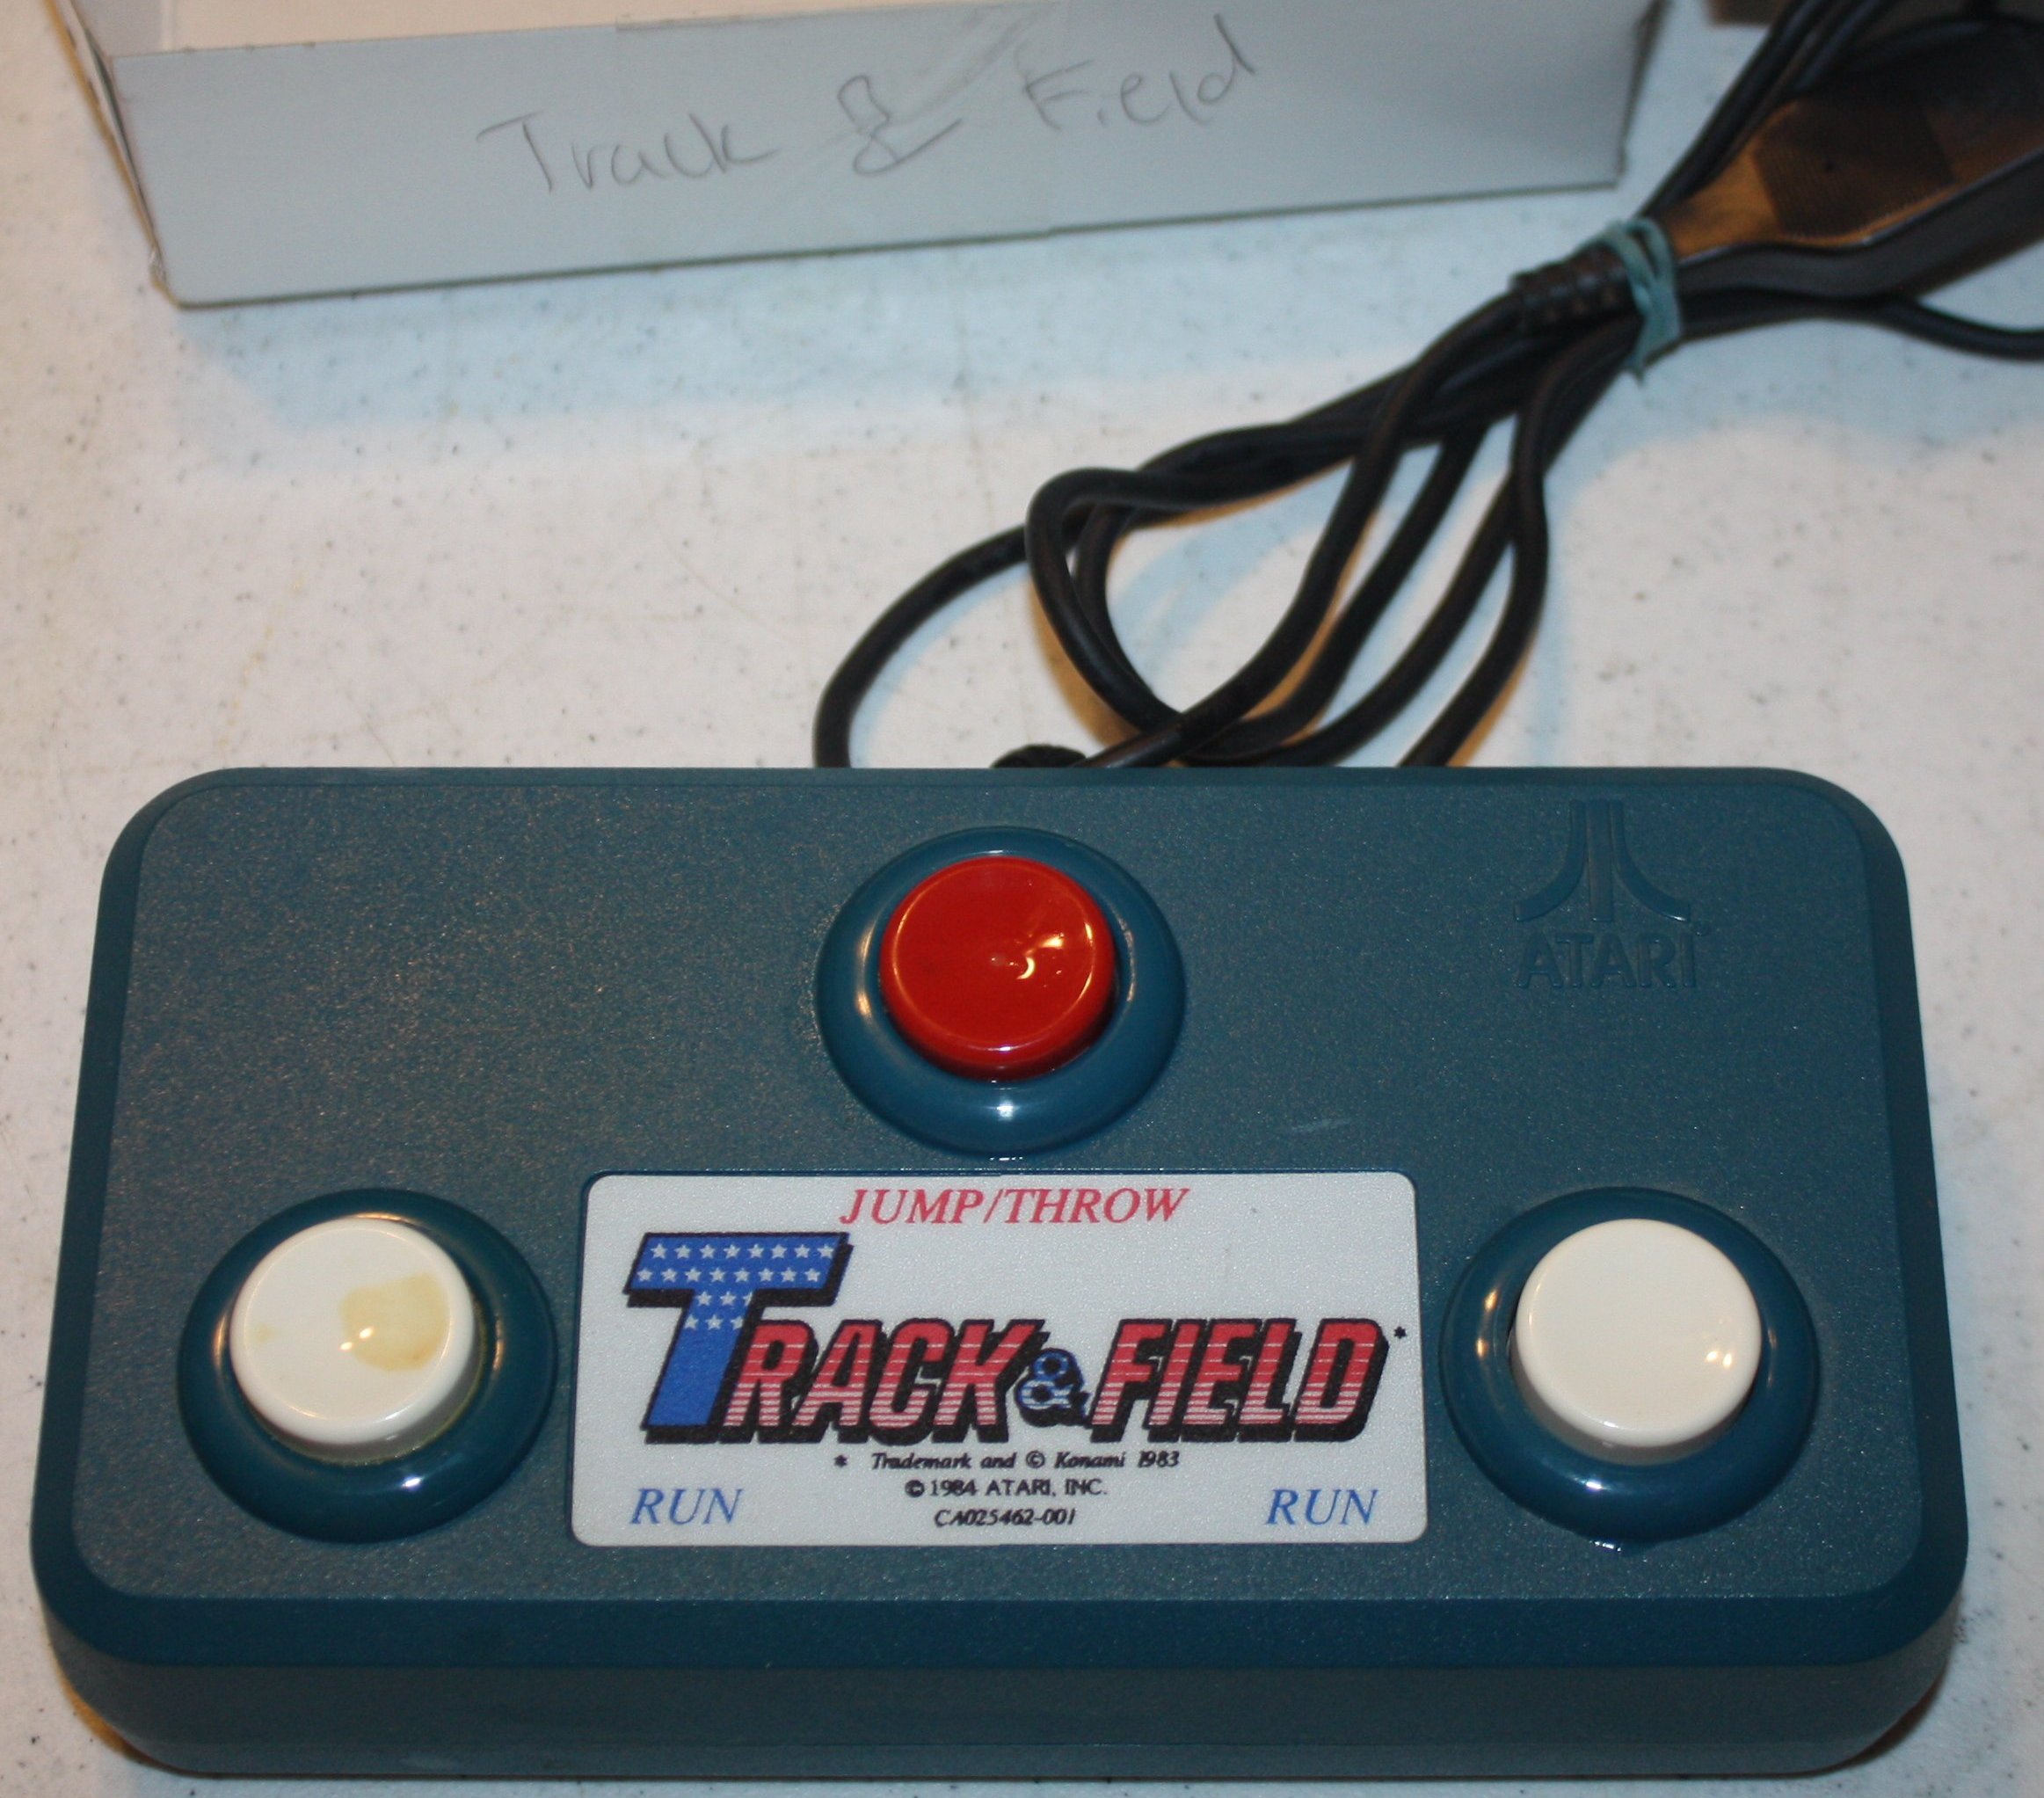 Track & Field
ATARI
JUMP/THROW
TRACK & FIELD*
* Trademark and © Konami 1983
© 1984 ATARI, INC.
RUN CA025462-001 RUN